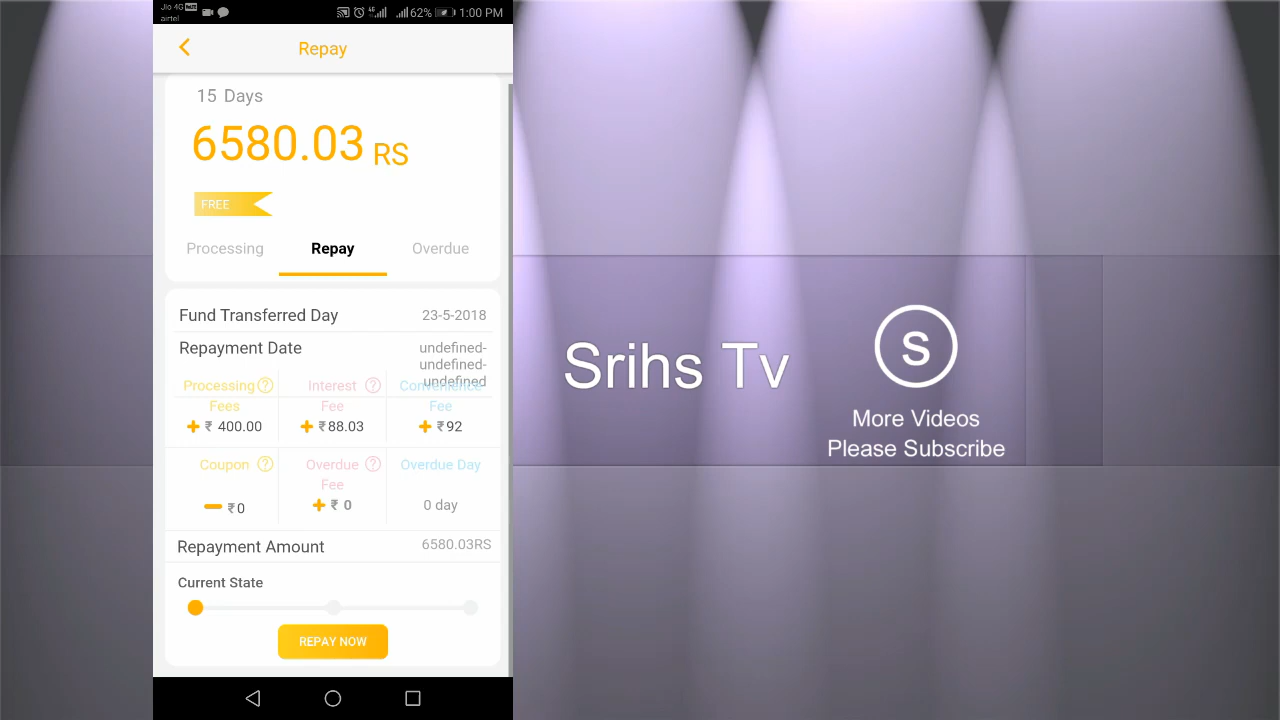 Jio 4G VoLTE
airtel
4G
62%
1:00 PM
Repay
15 Days
6580.03 RS
FREE
Processing
Repay
Overdue
Fund Transferred Day
23-5-2018
Repayment Date
undefined-
undefined-
undefined
Processing
Fees
+ ₹ 400.00
Interest
Fee
+ ₹88.03
Convenience
Fee
+ ₹92
Coupon
- ₹0
Overdue
Fee
+ ₹ 0
Overdue Day
0 day
Repayment Amount
6580.03RS
Current State
REPAY NOW
Srihs Tv
S
More Videos
Please Subscribe